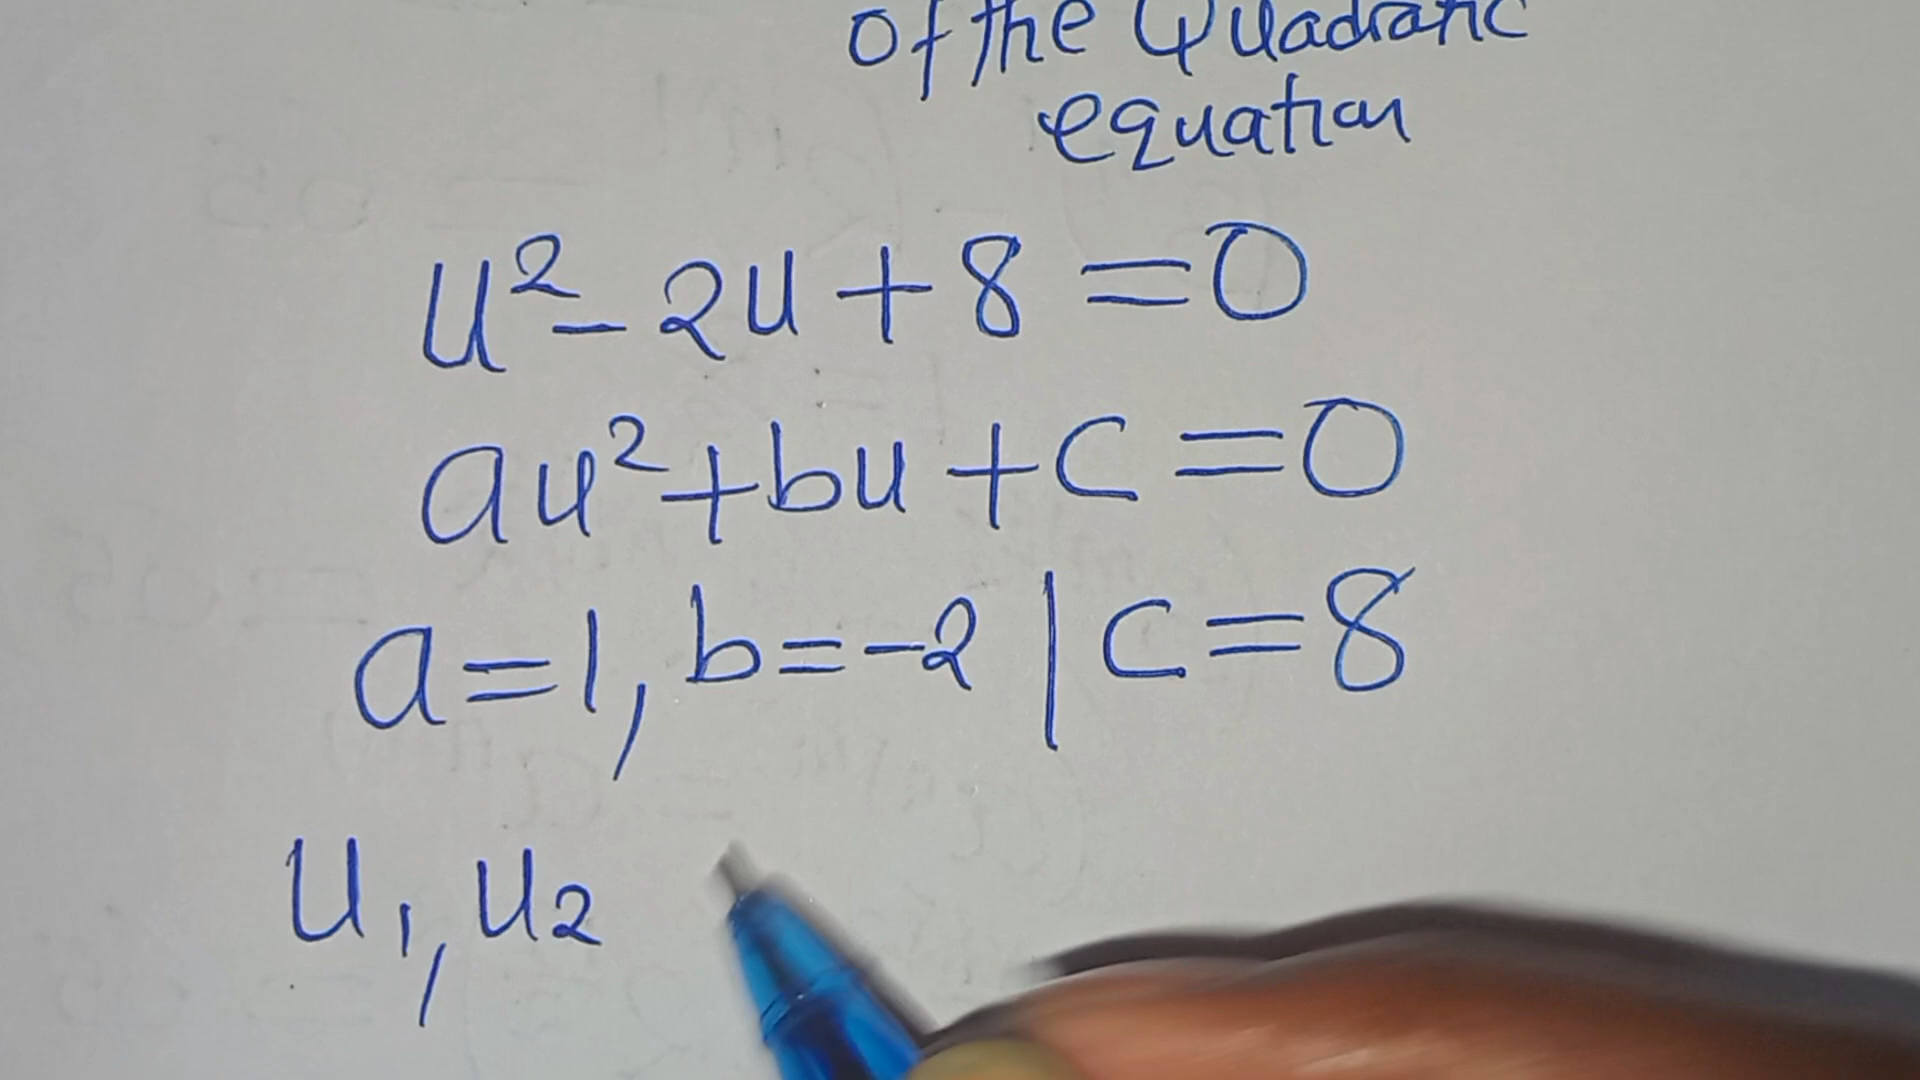 of the Quadratic
equation
u² - 2u + 8 = 0
au² + bu + c = 0
a = 1, b = -2 | c = 8
u₁, u₂